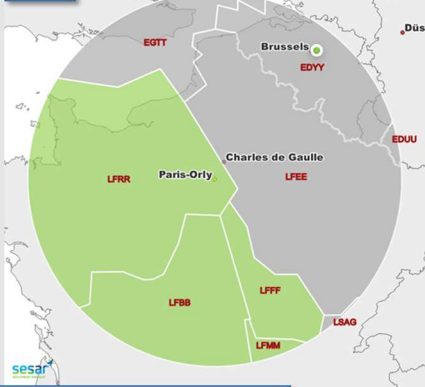 EGTT
Brussels
Düs
EDYY
EDUU
Charles de Gaulle
Paris-Orly
LFRR
LFEE
LFBB
LFFF
LSAG
LFMM
sesar